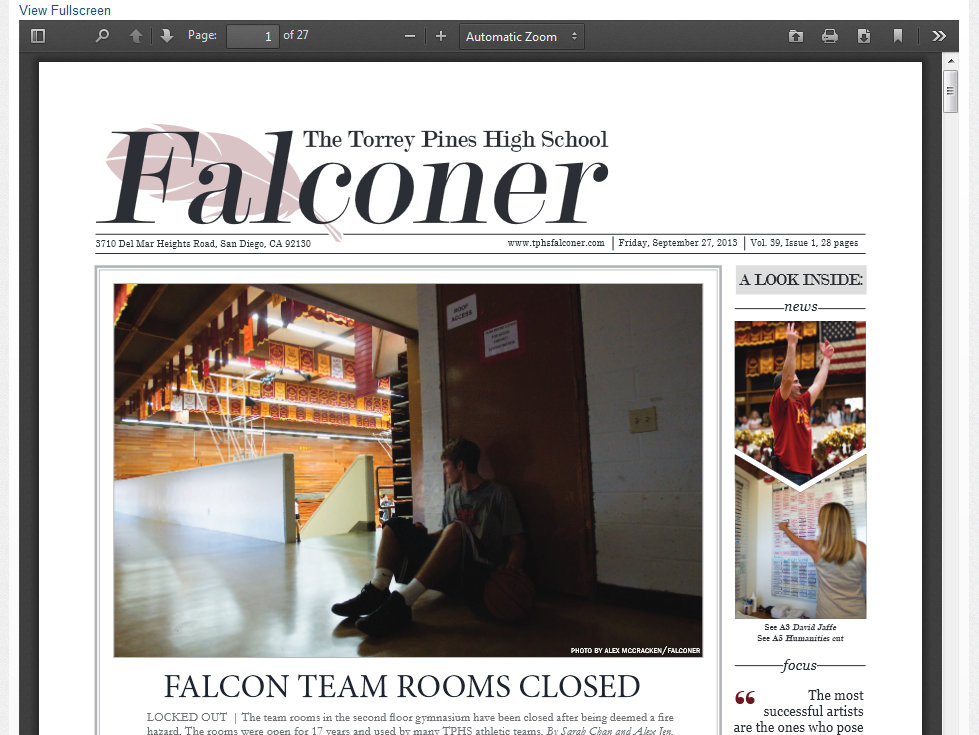 View Fullscreen
Page: 1 of 27
Automatic Zoom
The Torrey Pines High School
Falconer
3710 Del Mar Heights Road, San Diego, CA 92130
www.tphsfalconer.com | Friday, September 27, 2013 | Vol. 39, Issue 1, 28 pages
ROOF
ACCESS
PHOTO BY ALEX MCCRACKEN/FALCONER
FALCON TEAM ROOMS CLOSED
LOCKED OUT | The team rooms in the second floor gymnasium have been closed after being deemed a fire
hazard. The rooms were open for 17 years and used by many TPHS athletic teams. By Sarah Chan and Alex Jen.
A LOOK INSIDE:
news
See A3 David Jaffe
See A5 Humanities cut
focus
“ The most
successful artists
are the ones who pose